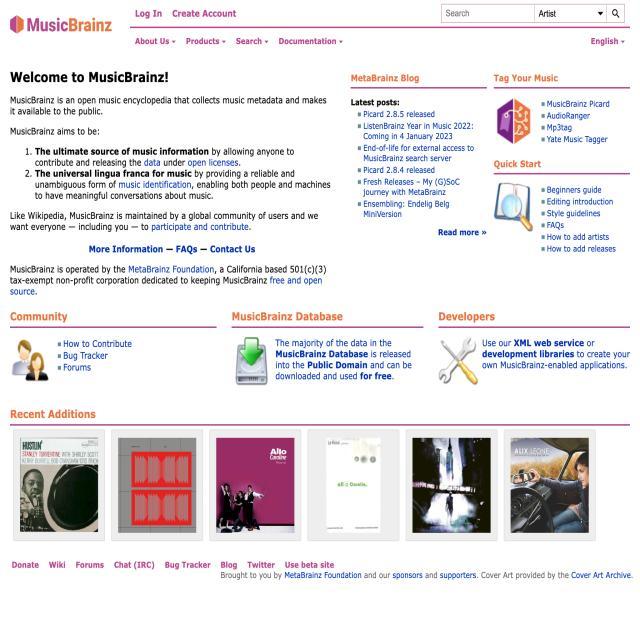 MusicBrainz
Log In Create Account
Search Artist
About Us Products Search Documentation English
Welcome to MusicBrainz!
MusicBrainz is an open music encyclopedia that collects music metadata and makes
it available to the public.
MusicBrainz aims to be:
1. The ultimate source of music information by allowing anyone to
contribute and releasing the data under open licenses.
2. The universal lingua franca for music by providing a reliable and
unambiguous form of music identification, enabling both people and machines
to have meaningful conversations about music.
Like Wikipedia, MusicBrainz is maintained by a global community of users and we
want everyone — including you — to participate and contribute.
More Information — FAQs — Contact Us
MusicBrainz is operated by the MetaBrainz Foundation, a California based 501(c)(3)
tax-exempt non-profit corporation dedicated to keeping MusicBrainz free and open
source.
MetaBrainz Blog
Latest posts:
Picard 2.8.5 released
ListenBrainz Year in Music 2022:
Coming in 4 January 2023
End-of-life for external access to
MusicBrainz search server
Picard 2.8.4 released
Fresh Releases – My (G)SoC
journey with MetaBrainz
Ensembling: Endelig Belg
MiniVersion
Read more »
Tag Your Music
MusicBrainz Picard
AudioRanger
Mp3tag
Yate Music Tagger
Quick Start
Beginners guide
Editing introduction
Style guidelines
FAQs
How to add artists
How to add releases
Community
How to Contribute
Bug Tracker
Forums
MusicBrainz Database
The majority of the data in the
MusicBrainz Database is released
into the Public Domain and can be
downloaded and used for free.
Developers
Use our XML web service or
development libraries to create your
own MusicBrainz-enabled applications.
Recent Additions
HUSTLIN'
STANLEY TURRENTINE WITH SHIRLEY SCOTT
Allo
Caroline
ALIX LEONE
Donate Wiki Forums Chat (IRC) Bug Tracker Blog Twitter Use beta site
Brought to you by MetaBrainz Foundation and our sponsors and supporters. Cover Art provided by the Cover Art Archive.